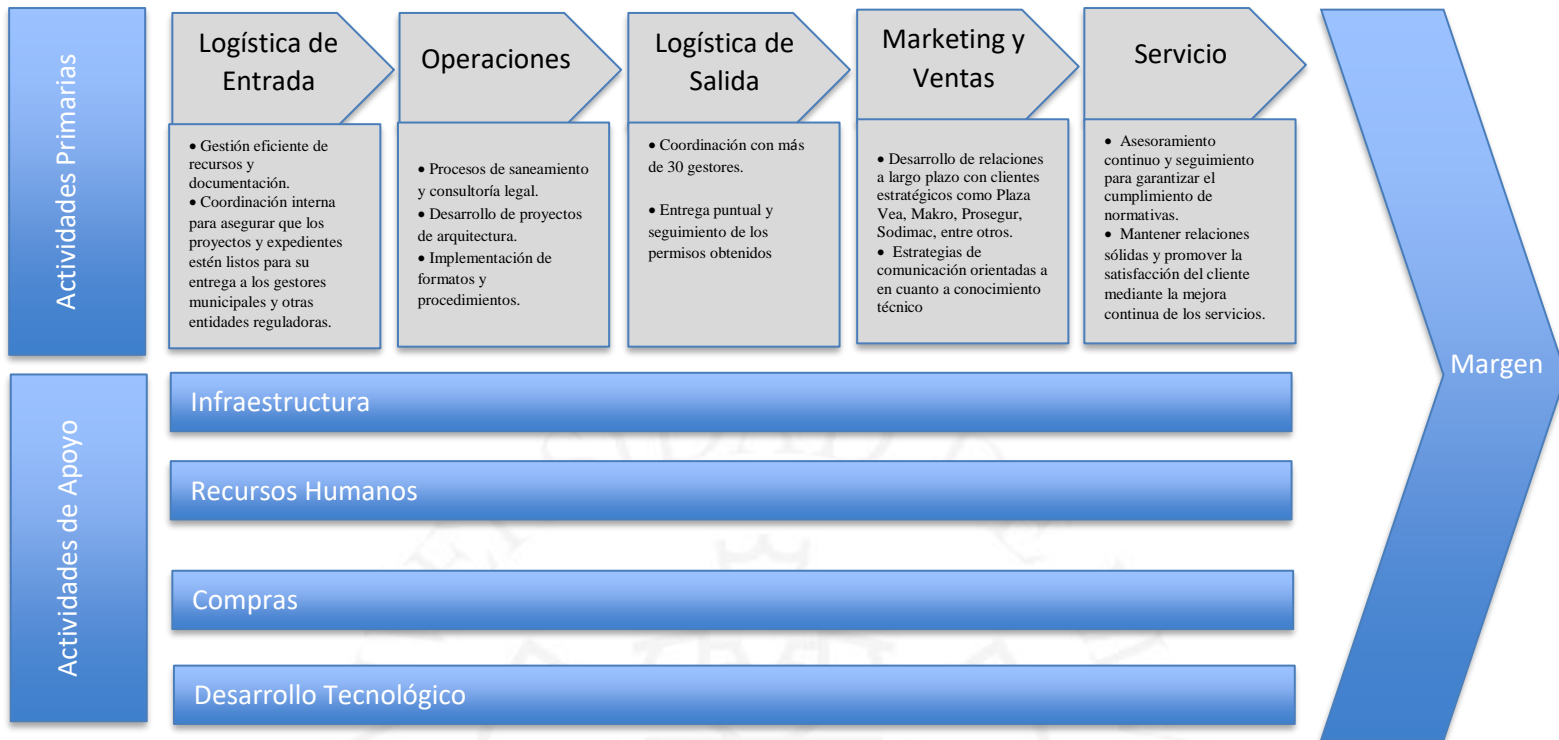 Actividades Primarias
Logística de
Entrada
• Gestión eficiente de
recursos y
documentación.
• Coordinación interna
para asegurar que los
proyectos y expedientes
estén listos para su
entrega a los gestores
municipales y otras
entidades reguladoras.
Operaciones
• Procesos de saneamiento
y consultoría legal.
• Desarrollo de proyectos
de arquitectura.
• Implementación de
formatos y
procedimientos.
Logística de
Salida
• Coordinación con más
de 30 gestores.
• Entrega puntual y
seguimiento de los
permisos obtenidos
Marketing y
Ventas
• Desarrollo de relaciones
a largo plazo con clientes
estratégicos como Plaza
Vea, Makro, Prosegur,
Sodimac, entre otros.
• Estrategias de
comunicación orientadas a
en cuanto a conocimiento
técnico
Servicio
• Asesoramiento
continuo y seguimiento
para garantizar el
cumplimiento de
normativas.
• Mantener relaciones
sólidas y promover la
satisfacción del cliente
mediante la mejora
continua de los servicios.
Margen
Actividades de Apoyo
Infraestructura
Recursos Humanos
Compras
Desarrollo Tecnológico